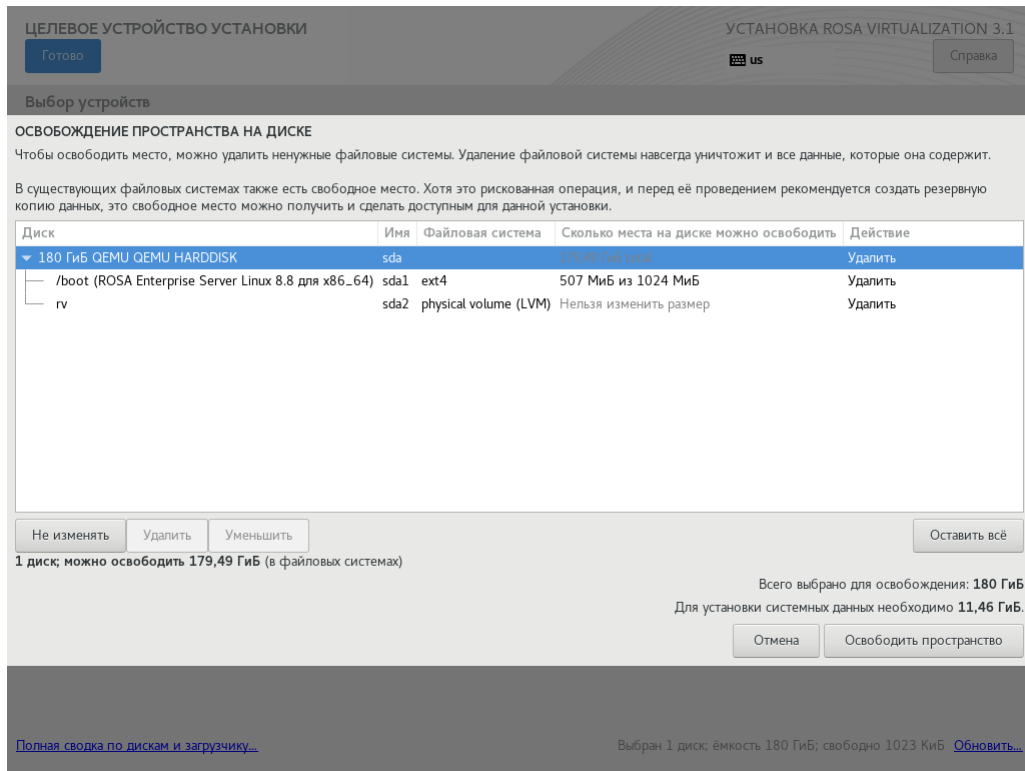 ЦЕЛЕВОЕ УСТРОЙСТВО УСТАНОВКИ
УСТАНОВКА ROSA VIRTUALIZATION 3.1
Готово
us
Справка
Выбор устройств
ОСВОБОЖДЕНИЕ ПРОСТРАНСТВА НА ДИСКЕ
Чтобы освободить место, можно удалить ненужные файловые системы. Удаление файловой системы навсегда уничтожит и все данные, которые она содержит.
В существующих файловых системах также есть свободное место. Хотя это рискованная операция, и перед её проведением рекомендуется создать резервную
копию данных, это свободное место можно получить и сделать доступным для данной установки.
Диск Имя Файловая система Сколько места на диске можно освободить Действие
180 ГиБ QEMU QEMU HARDDISK sda Удалить
/boot (ROSA Enterprise Server Linux 8.8 для x86_64) sda1 ext4 507 МиБ из 1024 МиБ Удалить
rv sda2 physical volume (LVM) Нельзя изменить размер Удалить
Не изменять Удалить Уменьшить Оставить всё
1 диск; можно освободить 179,49 ГиБ (в файловых системах)
Всего выбрано для освобождения: 180 ГиБ
Для установки системных данных необходимо 11,46 ГиБ.
Отмена Освободить пространство
Полная сводка по дискам и загрузчику... Выбран 1 диск; ёмкость 180 ГиБ; свободно 1023 КиБ Обновить...